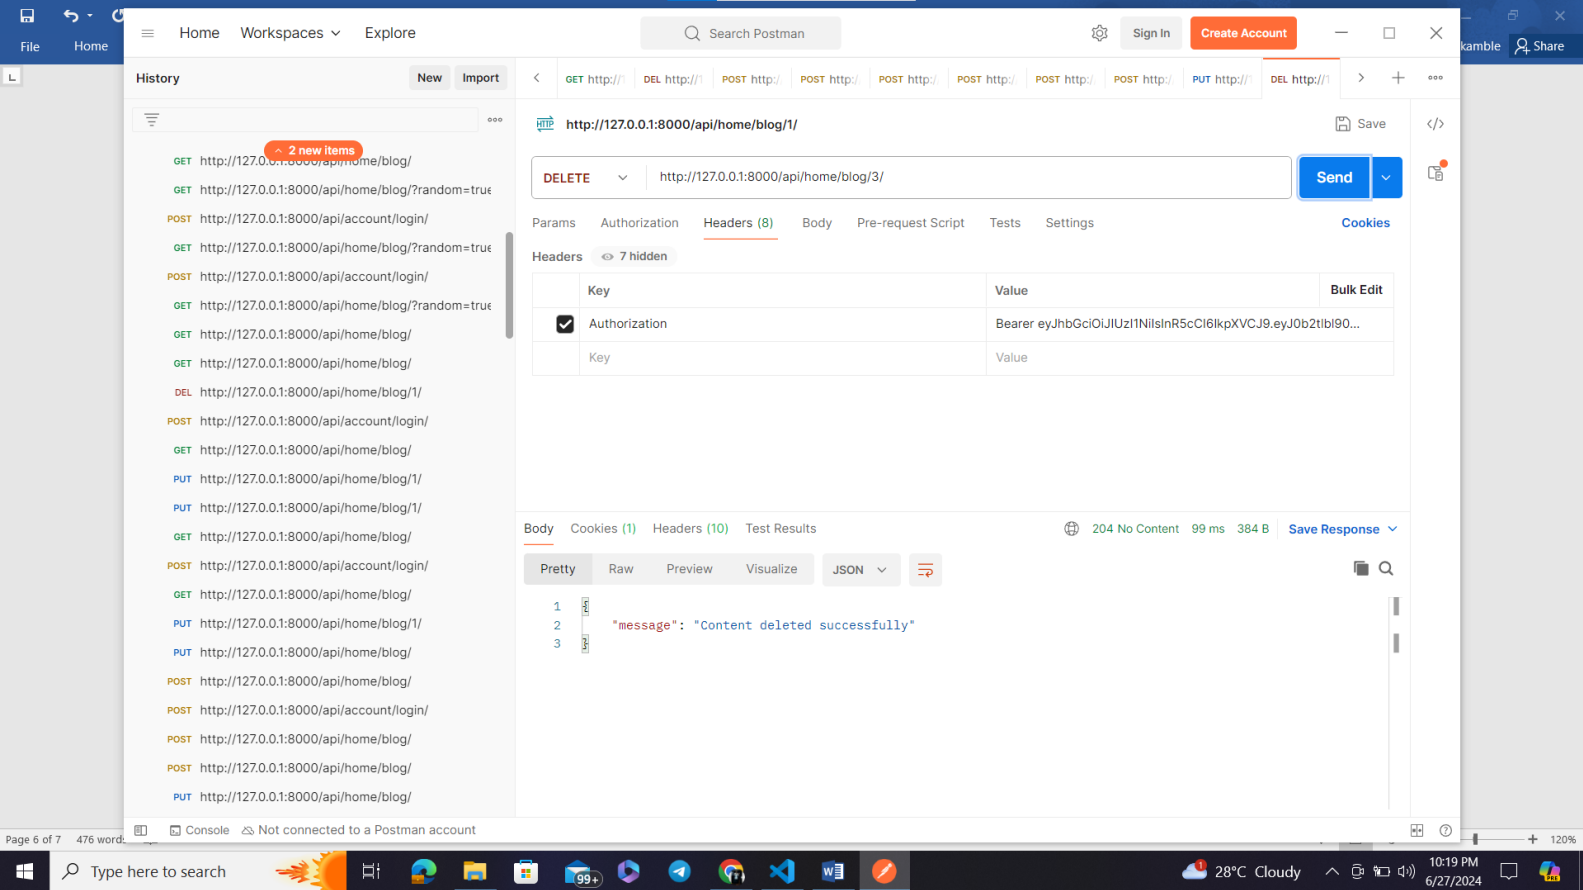 File
Home
kamble
Share
Home
Workspaces
Explore
Search Postman
Sign In
Create Account
History
New
Import
GET http://1
DEL http://1
POST http:/
POST http:/
POST http:/
POST http:/
POST http:/
POST http:/
PUT http://1
DEL http://1
2 new items
GET http://127.0.0.1:8000/api/home/blog/
GET http://127.0.0.1:8000/api/home/blog/?random=true
POST http://127.0.0.1:8000/api/account/login/
GET http://127.0.0.1:8000/api/home/blog/?random=true
POST http://127.0.0.1:8000/api/account/login/
GET http://127.0.0.1:8000/api/home/blog/?random=true
GET http://127.0.0.1:8000/api/home/blog/
GET http://127.0.0.1:8000/api/home/blog/
DEL http://127.0.0.1:8000/api/home/blog/1/
POST http://127.0.0.1:8000/api/account/login/
GET http://127.0.0.1:8000/api/home/blog/
PUT http://127.0.0.1:8000/api/home/blog/1/
PUT http://127.0.0.1:8000/api/home/blog/1/
GET http://127.0.0.1:8000/api/home/blog/
POST http://127.0.0.1:8000/api/account/login/
GET http://127.0.0.1:8000/api/home/blog/
PUT http://127.0.0.1:8000/api/home/blog/1/
PUT http://127.0.0.1:8000/api/home/blog/
POST http://127.0.0.1:8000/api/home/blog/
POST http://127.0.0.1:8000/api/account/login/
POST http://127.0.0.1:8000/api/home/blog/
POST http://127.0.0.1:8000/api/home/blog/
PUT http://127.0.0.1:8000/api/home/blog/
HTTP http://127.0.0.1:8000/api/home/blog/1/
Save
DELETE
http://127.0.0.1:8000/api/home/blog/3/
Send
Params
Authorization
Headers (8)
Body
Pre-request Script
Tests
Settings
Cookies
Headers
7 hidden
Key
Value
Bulk Edit
Authorization
Bearer eyJhbGciOiJIUzI1NiIsInR5cCI6IkpXVCJ9.eyJ0b2tlbl90...
Key
Value
Body
Cookies (1)
Headers (10)
Test Results
204 No Content
99 ms
384 B
Save Response
Pretty
Raw
Preview
Visualize
JSON
1 {
2 "message": "Content deleted successfully"
3 }
Console
Not connected to a Postman account
Page 6 of 7
476 words
120%
Type here to search
99+
1
28°C Cloudy
10:19 PM
6/27/2024
PRE